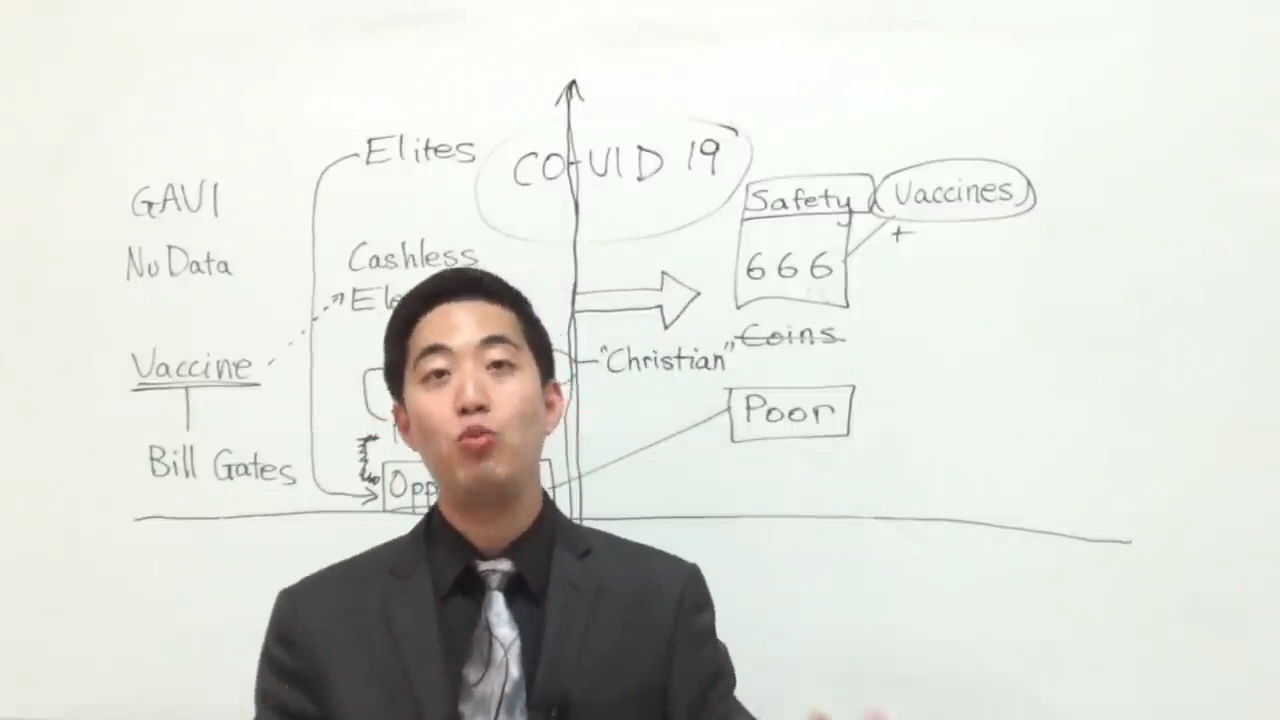 GAVI
No Data
Vaccine
Bill Gates
Elites
Cashless
COVID 19
"Christian"
Safety
Vaccines
+
666
Coins
Poor